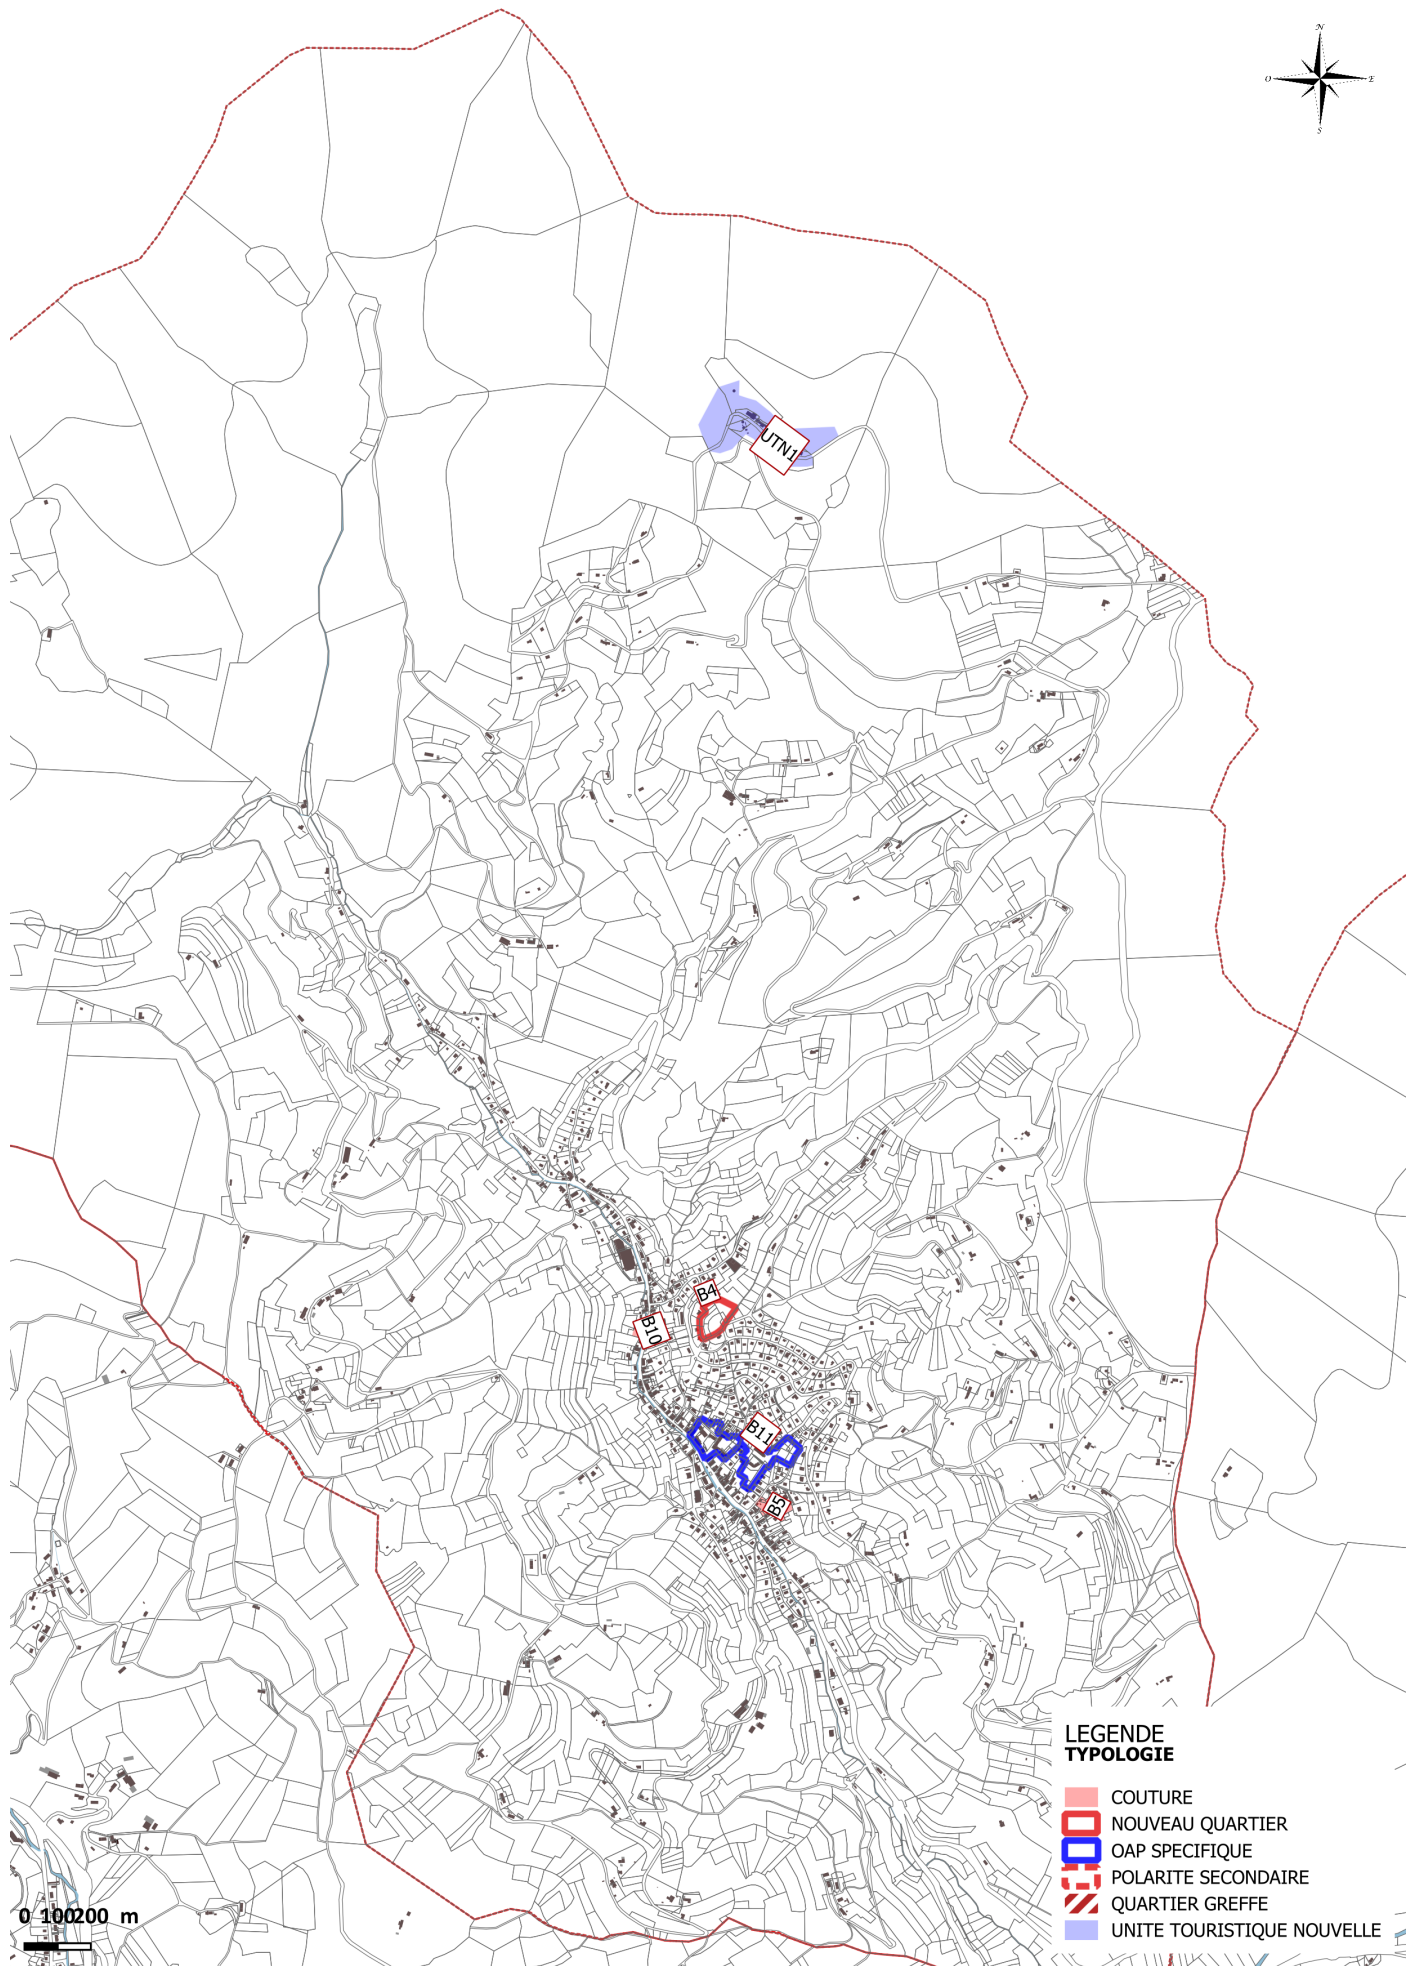 N
O E
S
UTN1
B4
B10
B11
B5
LEGENDE
TYPOLOGIE
COUTURE
NOUVEAU QUARTIER
OAP SPECIFIQUE
POLARITE SECONDAIRE
QUARTIER GREFFE
UNITE TOURISTIQUE NOUVELLE
0 100200 m